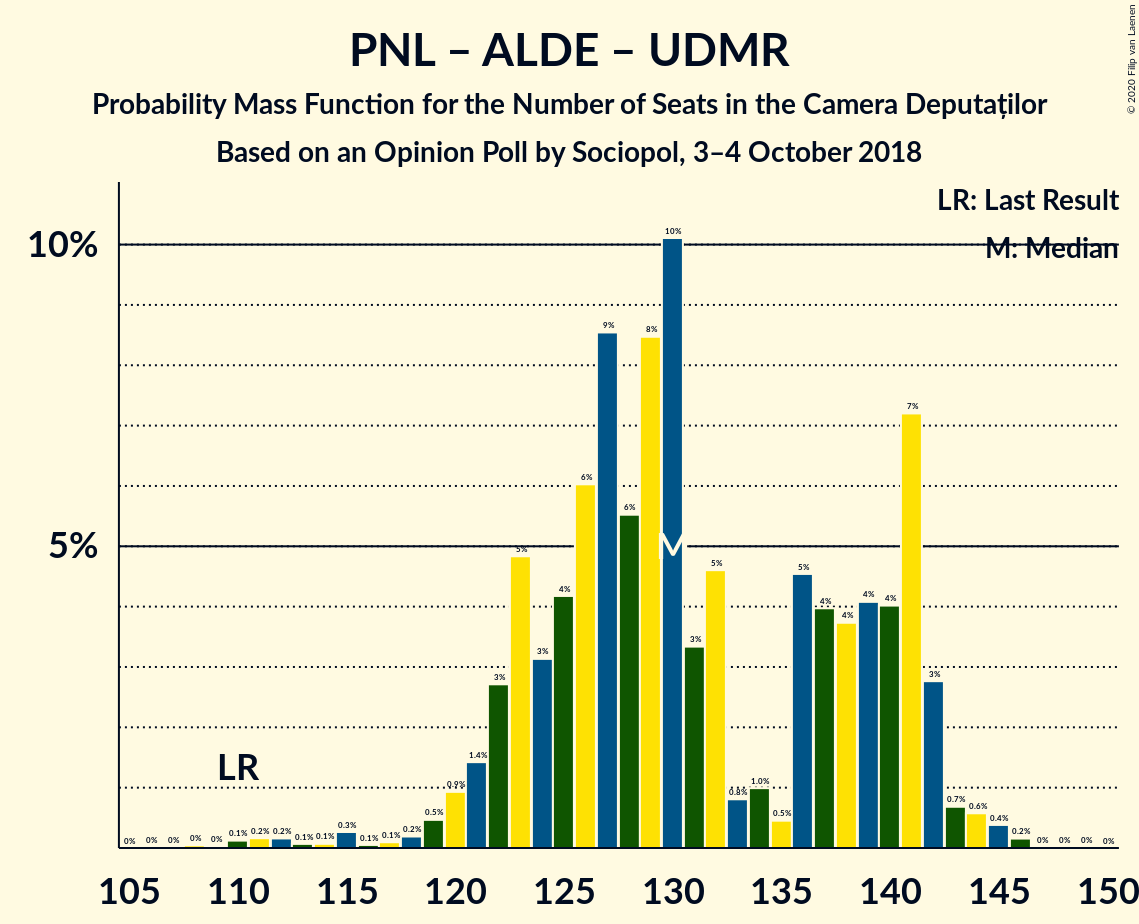 PNL – ALDE – UDMR
Probability Mass Function for the Number of Seats in the Camera Deputaților
Based on an Opinion Poll by Sociopol, 3–4 October 2018
© 2020 Filip van Laenen
LR: Last Result
M: Median
10%
5%
LR
M
0% 0% 0% 0% 0% 0.1% 0.2% 0.2% 0.1% 0.1% 0.3% 0.1% 0.1% 0.2% 0.5% 0.9% 1.4% 3% 5% 3% 4% 6% 9% 6% 8% 10% 3% 5% 0.8% 1.0% 0.5% 5% 4% 4% 4% 4% 7% 3% 0.7% 0.6% 0.4% 0.2% 0% 0% 0% 0%
105 110 115 120 125 130 135 140 145 150